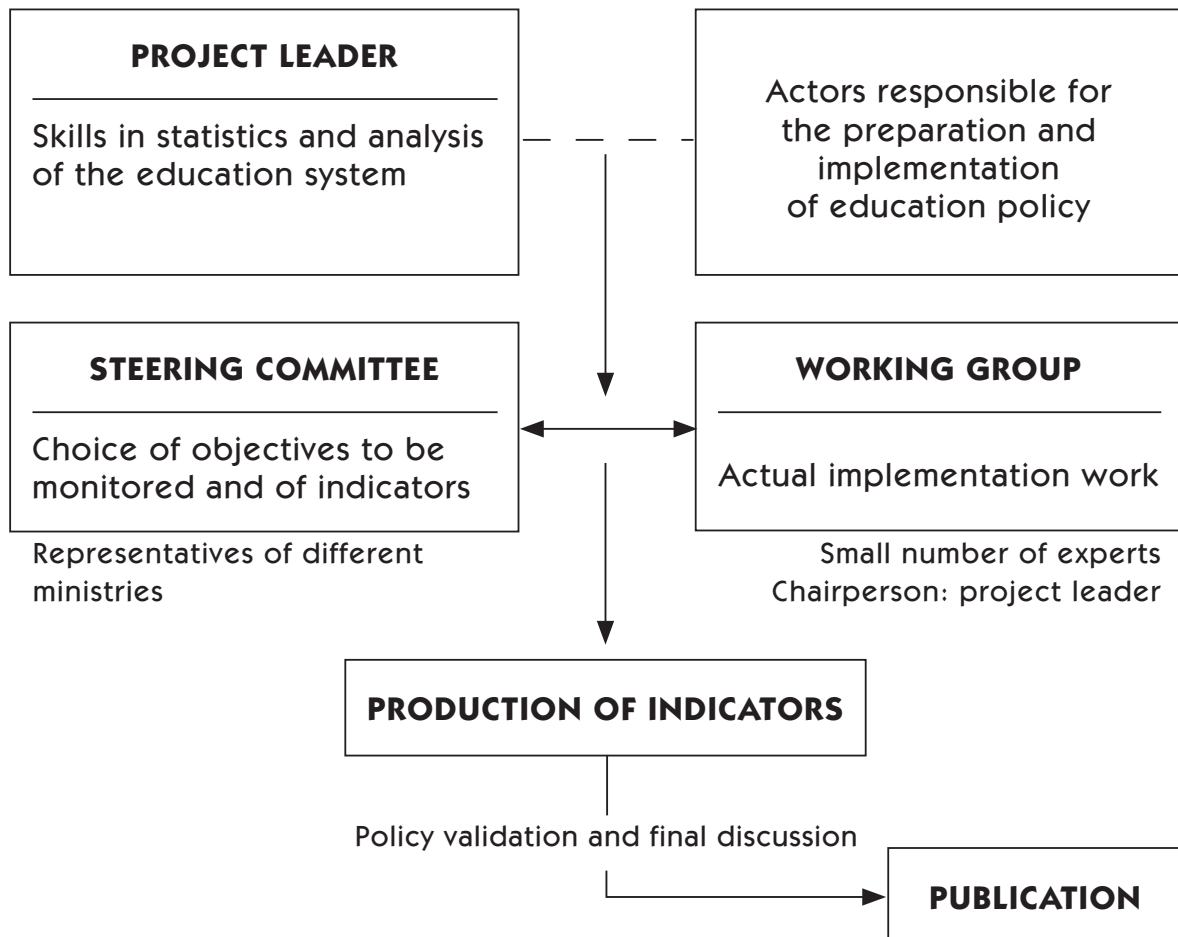 PROJECT LEADER
Skills in statistics and analysis
of the education system
Actors responsible for
the preparation and
implementation
of education policy
STEERING COMMITTEE
Choice of objectives to be
monitored and of indicators
Representatives of different
ministries
WORKING GROUP
Actual implementation work
Small number of experts
Chairperson: project leader
PRODUCTION OF INDICATORS
Policy validation and final discussion
PUBLICATION